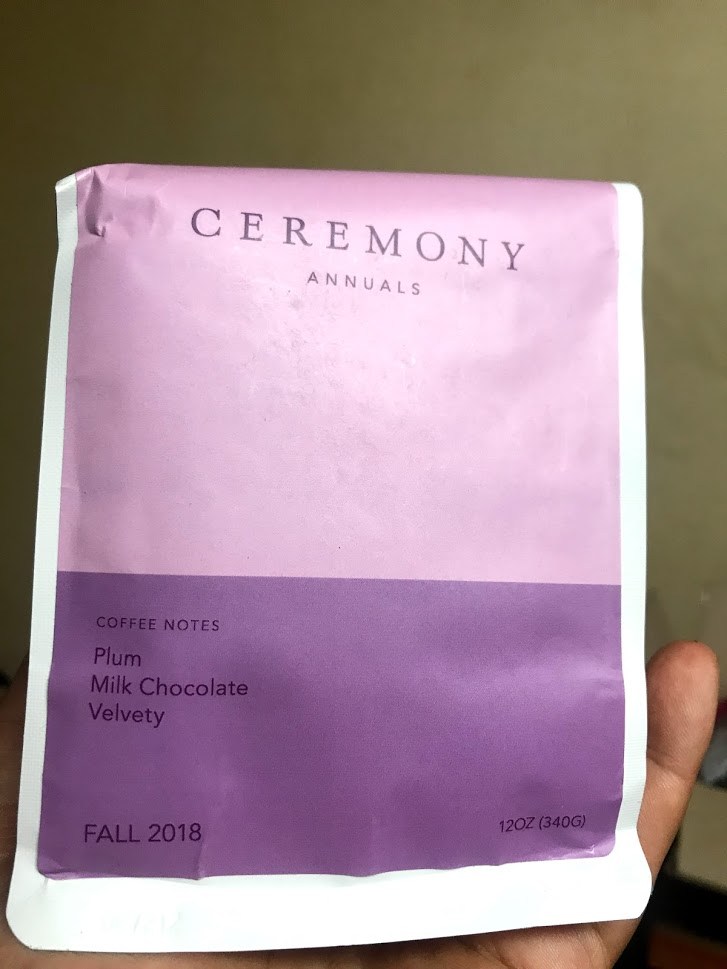 CEREMONY
ANNUALS
COFFEE NOTES
Plum
Milk Chocolate
Velvety
FALL 2018
12OZ (340G)